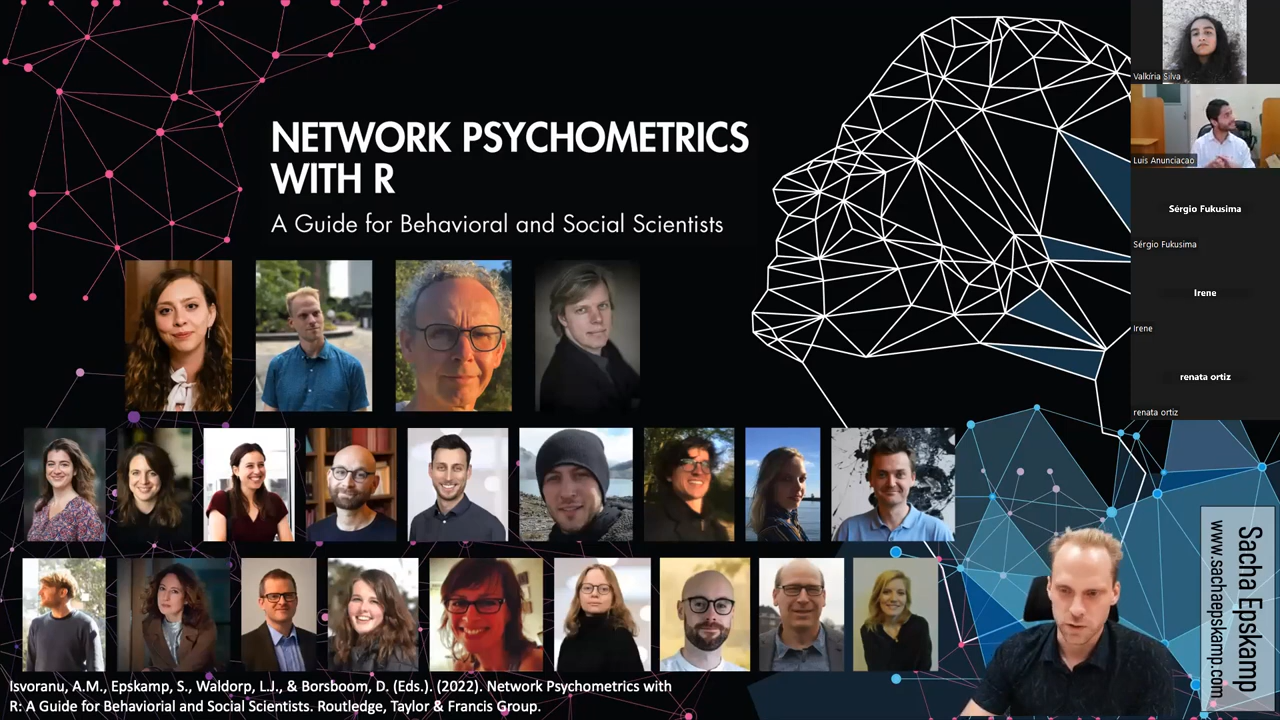 NETWORK PSYCHOMETRICS
WITH R
A Guide for Behavioral and Social Scientists
Isvoranu, A.M., Epskamp, S., Waldorp, L.J., & Borsboom, D. (Eds.). (2022). Network Psychometrics with
R: A Guide for Behaviorial and Social Scientists. Routledge, Taylor & Francis Group.
Valkíria Silva
Luis Anunciacao
Sérgio Fukusima
Sérgio Fukusima
Irene
Irene
renata ortiz
renata ortiz
Sacha Epskamp
www.sachaepskamp.com